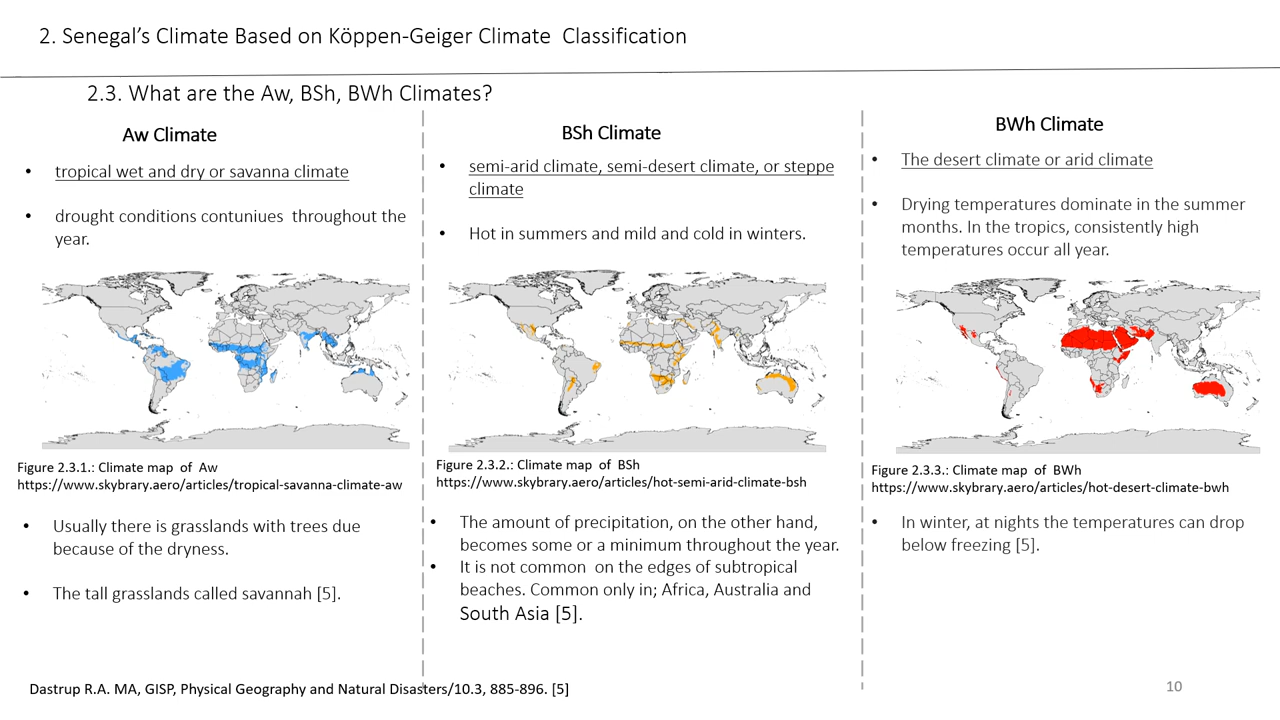 2. Senegal’s Climate Based on Köppen-Geiger Climate Classification
2.3. What are the Aw, BSh, BWh Climates?
Aw Climate
• tropical wet and dry or savanna climate
• drought conditions contuniues throughout the
year.
Figure 2.3.1.: Climate map of Aw
https://www.skybrary.aero/articles/tropical-savanna-climate-aw
• Usually there is grasslands with trees due
because of the dryness.
• The tall grasslands called savannah [5].
BSh Climate
• semi-arid climate, semi-desert climate, or steppe
climate
• Hot in summers and mild and cold in winters.
Figure 2.3.2.: Climate map of BSh
https://www.skybrary.aero/articles/hot-semi-arid-climate-bsh
• The amount of precipitation, on the other hand,
becomes some or a minimum throughout the year.
• It is not common on the edges of subtropical
beaches. Common only in; Africa, Australia and
South Asia [5].
BWh Climate
• The desert climate or arid climate
• Drying temperatures dominate in the summer
months. In the tropics, consistently high
temperatures occur all year.
Figure 2.3.3.: Climate map of BWh
https://www.skybrary.aero/articles/hot-desert-climate-bwh
• In winter, at nights the temperatures can drop
below freezing [5].
Dastrup R.A. MA, GISP, Physical Geography and Natural Disasters/10.3, 885-896. [5]
10